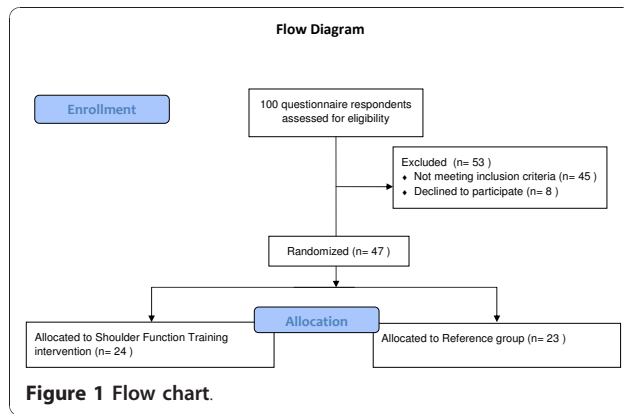 Flow Diagram
Enrollment
100 questionnaire respondents
assessed for eligibility
Excluded (n= 53 )
♦ Not meeting inclusion criteria (n= 45 )
♦ Declined to participate (n= 8 )
Randomized (n= 47 )
Allocation
Allocated to Shoulder Function Training
intervention (n= 24 )
Allocated to Reference group (n= 23 )
Figure 1 Flow chart.